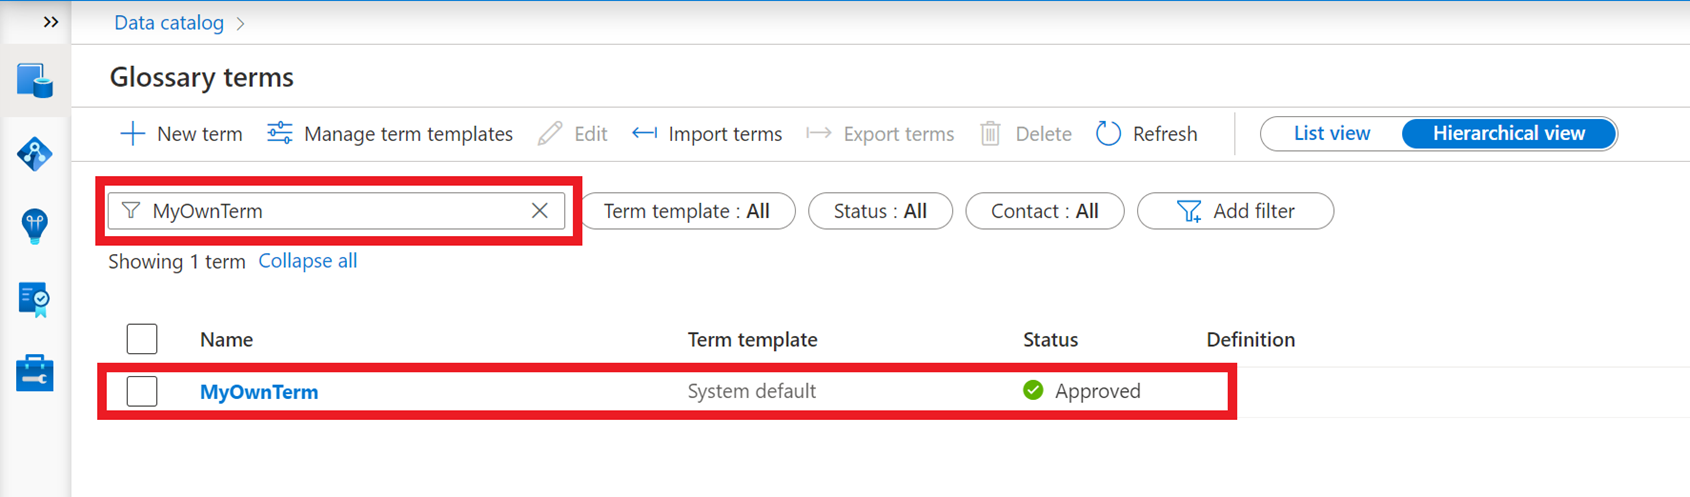 Data catalog
Glossary terms
New term Manage term templates Edit Import terms Export terms Delete Refresh List view Hierarchical view
MyOwnTerm Term template : All Status : All Contact : All Add filter
Showing 1 term Collapse all
Name Term template Status Definition
MyOwnTerm System default Approved